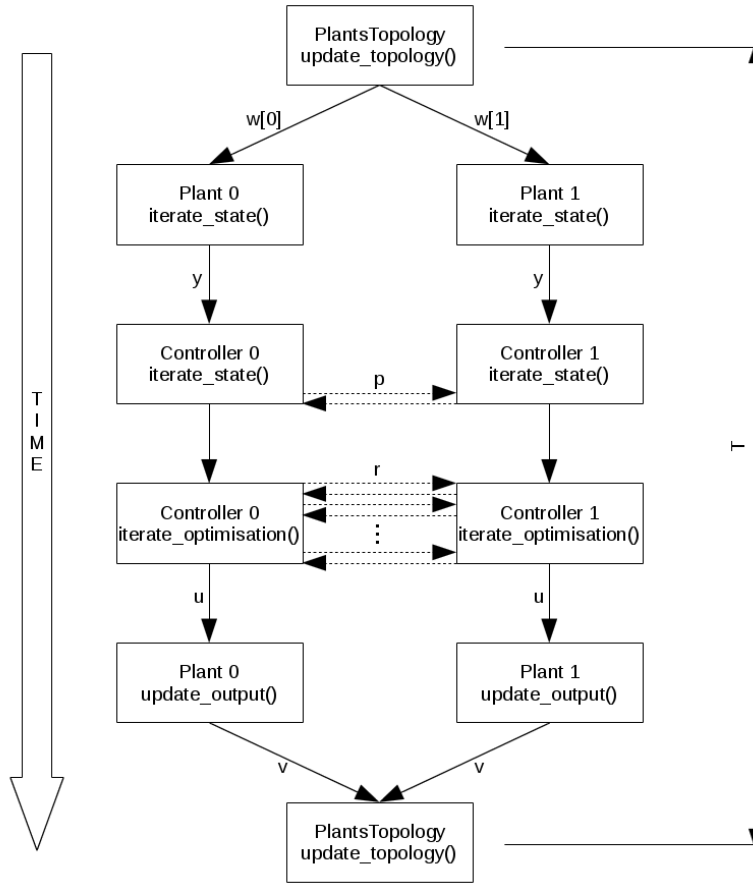 PlantsTopology
update_topology()
w[0]
w[1]
Plant 0
iterate_state()
Plant 1
iterate_state()
y
y
Controller 0
iterate_state()
Controller 1
iterate_state()
p
TIME
T
r
Controller 0
iterate_optimisation()
Controller 1
iterate_optimisation()
u
u
Plant 0
update_output()
Plant 1
update_output()
v
v
PlantsTopology
update_topology()